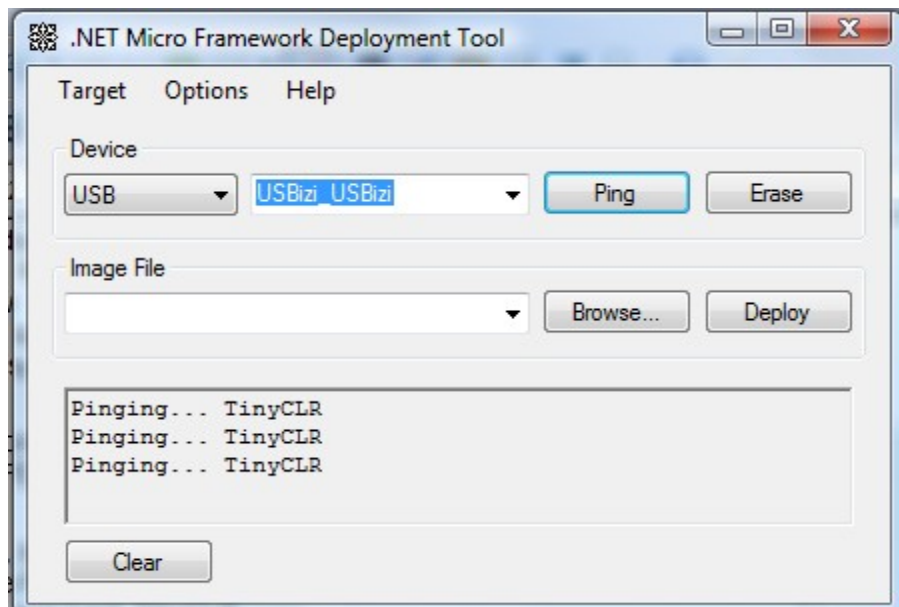 .NET Micro Framework Deployment Tool
Target Options Help
Device
USB USBizi_USBizi Ping Erase
Image File
Browse... Deploy
Pinging... TinyCLR
Pinging... TinyCLR
Pinging... TinyCLR
Clear